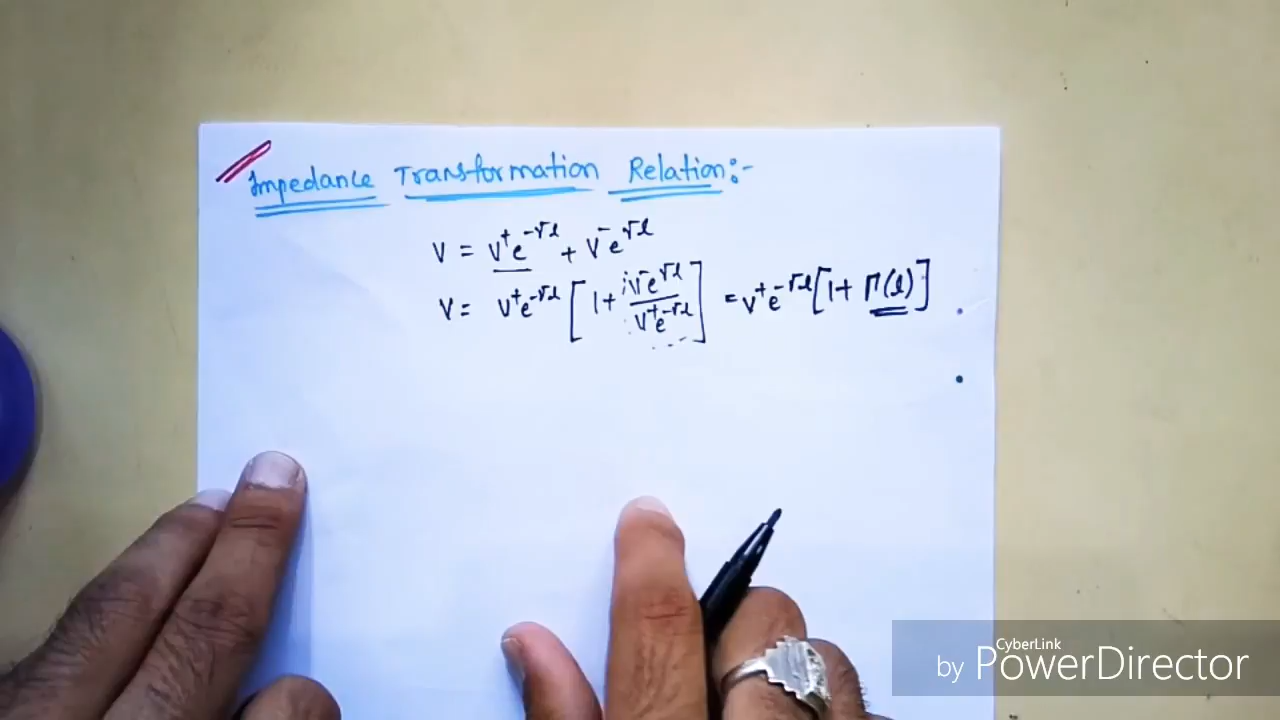 Impedance Transformation Relation:-
V = V⁺e^-γl + V⁻e^γl
V = V⁺e^-γl [1 + V⁻e^γl / V⁺e^-γl] = V⁺e^-γl [1 + Γ(l)]
CyberLink
by PowerDirector